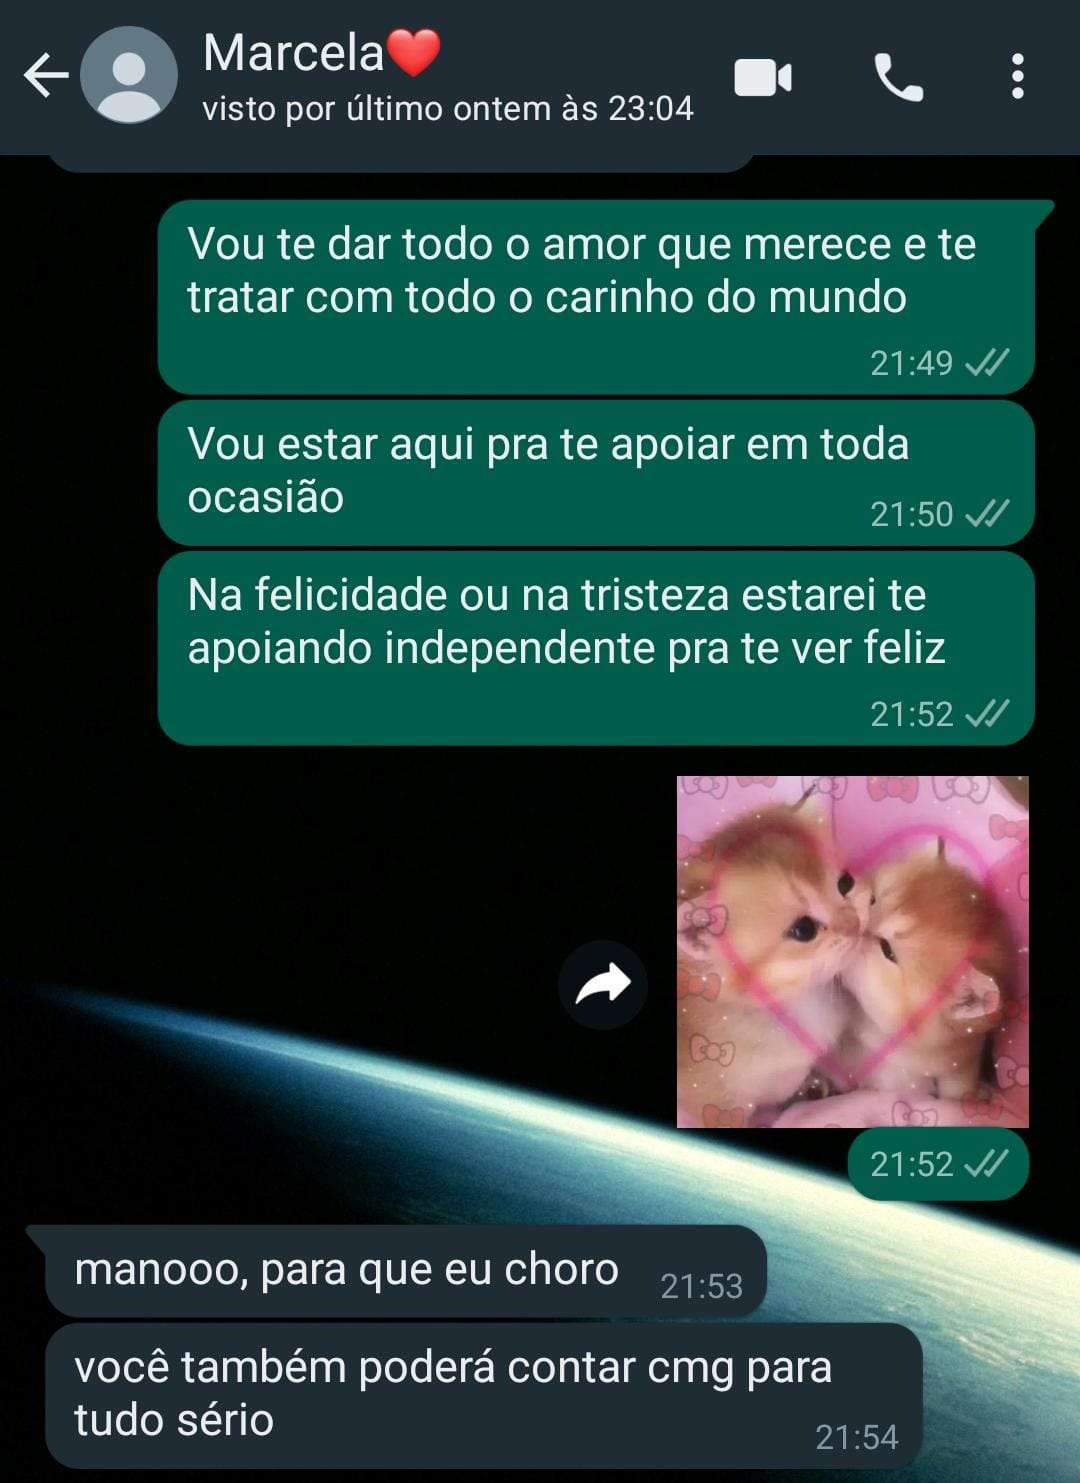 Marcela❤️
visto por último ontem às 23:04
Vou te dar todo o amor que merece e te
tratar com todo o carinho do mundo
21:49
Vou estar aqui pra te apoiar em toda
ocasião
21:50
Na felicidade ou na tristeza estarei te
apoiando independente pra te ver feliz
21:52
21:52
manooo, para que eu choro
21:53
você também poderá contar cmg para
tudo sério
21:54